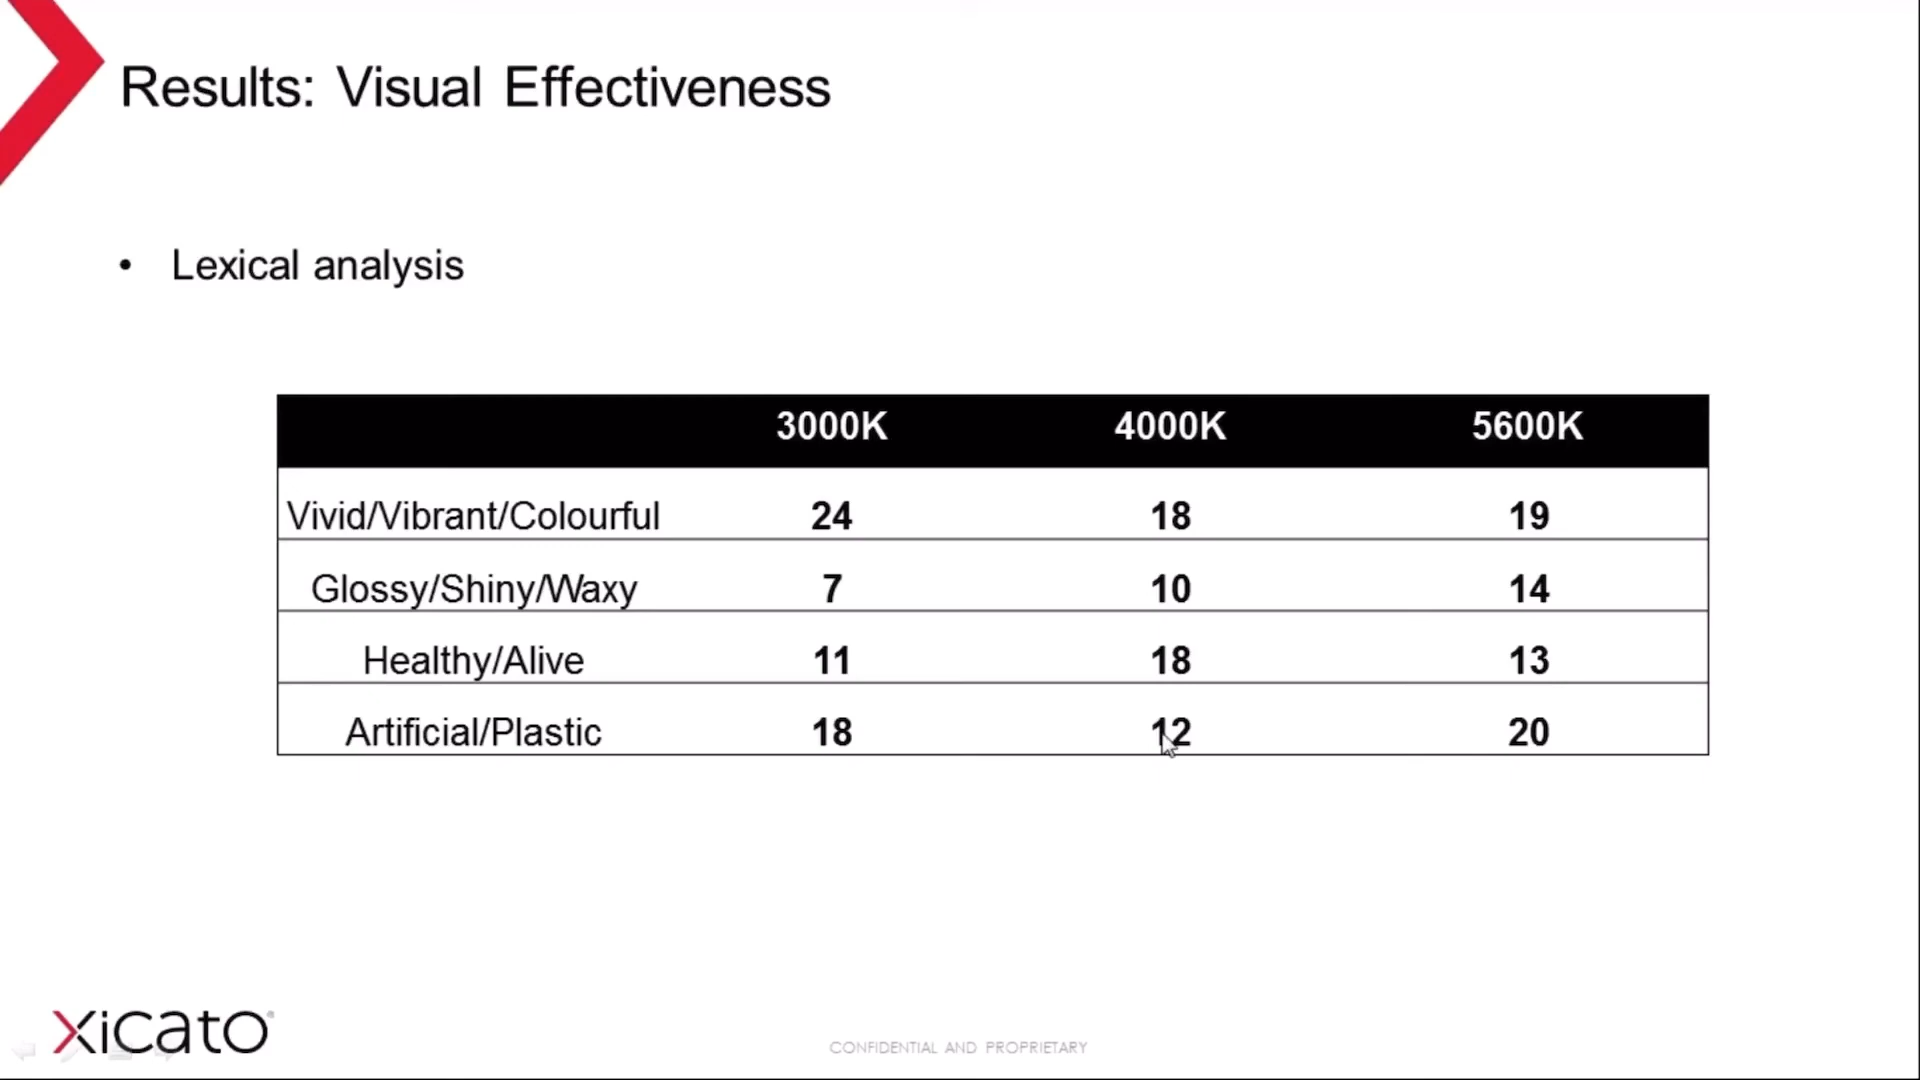 Results: Visual Effectiveness
• Lexical analysis
3000K 4000K 5600K
Vivid/Vibrant/Colourful 24 18 19
Glossy/Shiny/Waxy 7 10 14
Healthy/Alive 11 18 13
Artificial/Plastic 18 12 20
xicato
CONFIDENTIAL AND PROPRIETARY